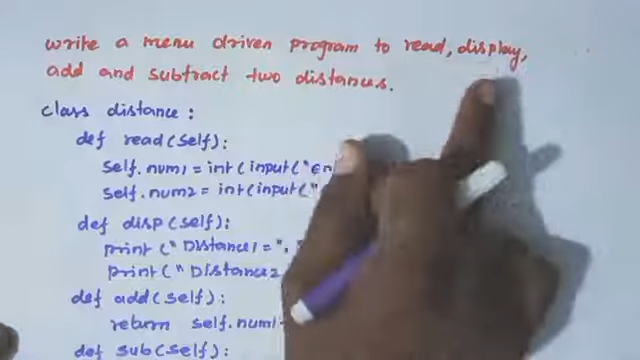 write a menu driven program to read, display,
add and subtract two distances.
class distance:
def read(self):
self.num1 = int(input("en
self.num2 = int(input("
def disp(self):
print (" Distance1 = ",
print (" Distance2
def add(self):
return self.num1
def sub(self):